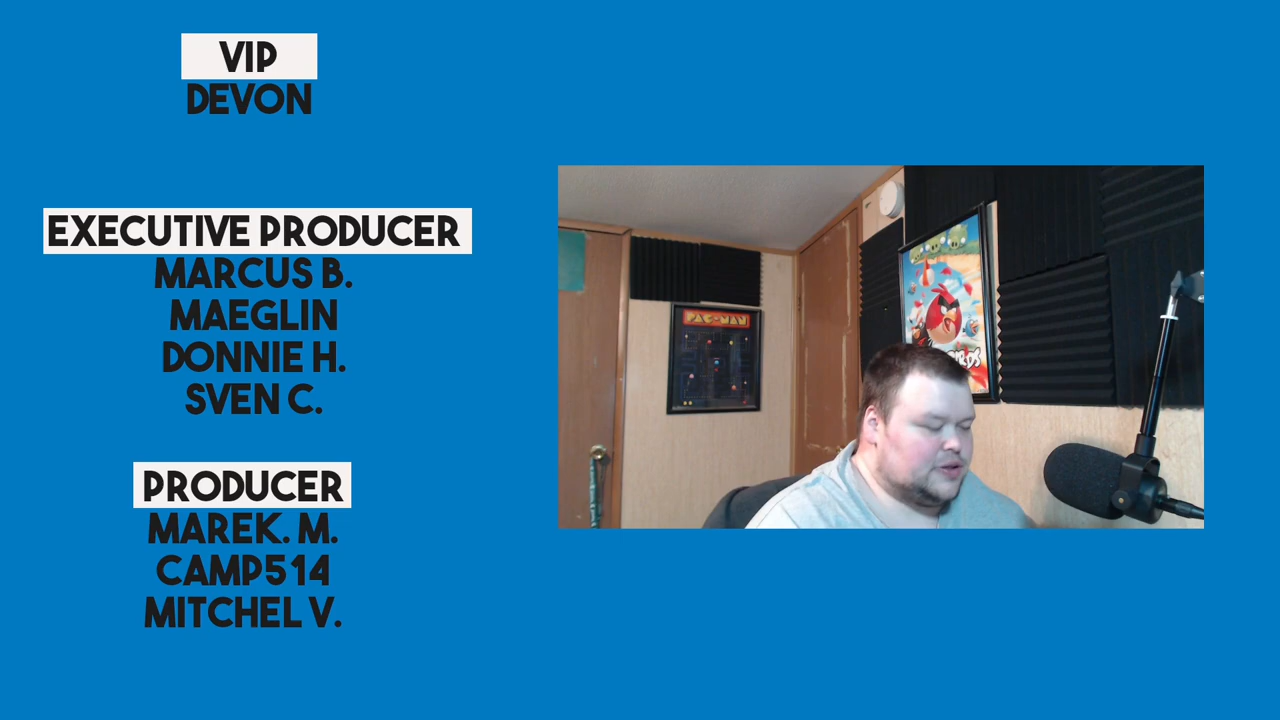 VIP
DEVON
EXECUTIVE PRODUCER
MARCUS B.
MAEGLIN
DONNIE H.
SVEN C.
PRODUCER
MAREK. M.
CAMP514
MITCHEL V.
PAC-MAN